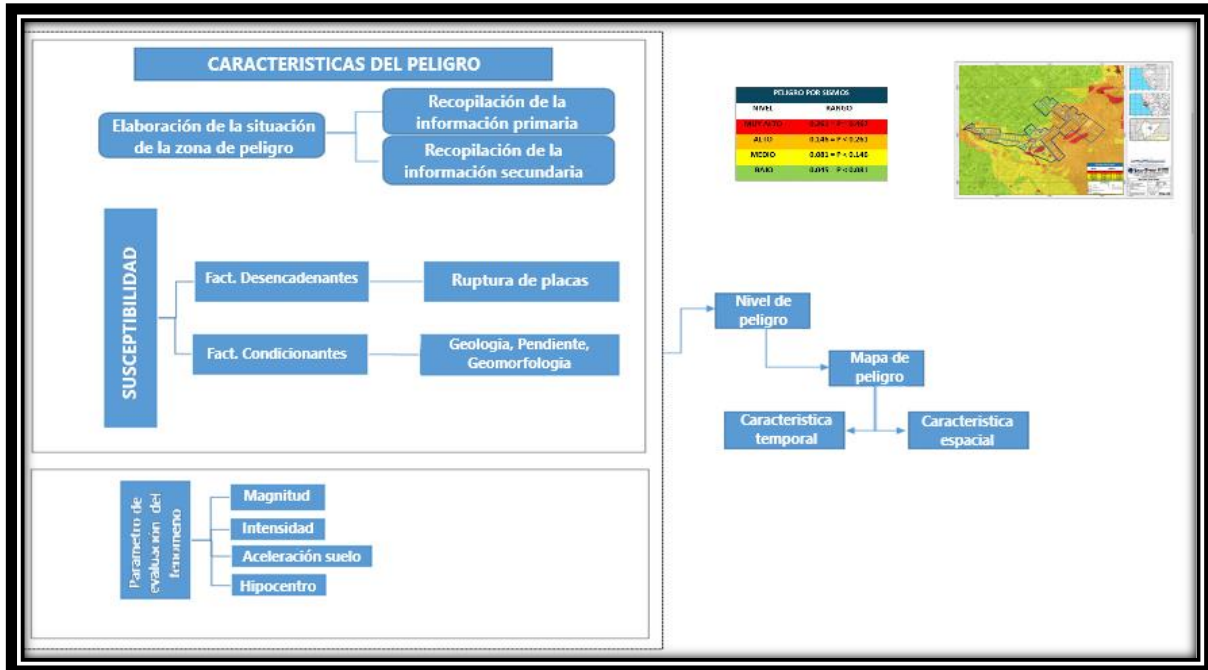 CARACTERISTICAS DEL PELIGRO
Elaboración de la situación
de la zona de peligro
Recopilación de la
información primaria
Recopilación de la
información secundaria
SUSCEPTIBILIDAD
Fact. Desencadenantes
Ruptura de placas
Fact. Condicionantes
Geologia, Pendiente,
Geomorfologia
Parametro de
evaluación del
fenomeno
Magnitud
Intensidad
Aceleración suelo
Hipocentro
PELIGRO POR SISMOS
NIVEL RANGO
MUY ALTO
ALTO
MEDIO
BAJO
Nivel de
peligro
Mapa de
peligro
Caracteristica
temporal
Caracteristica
espacial